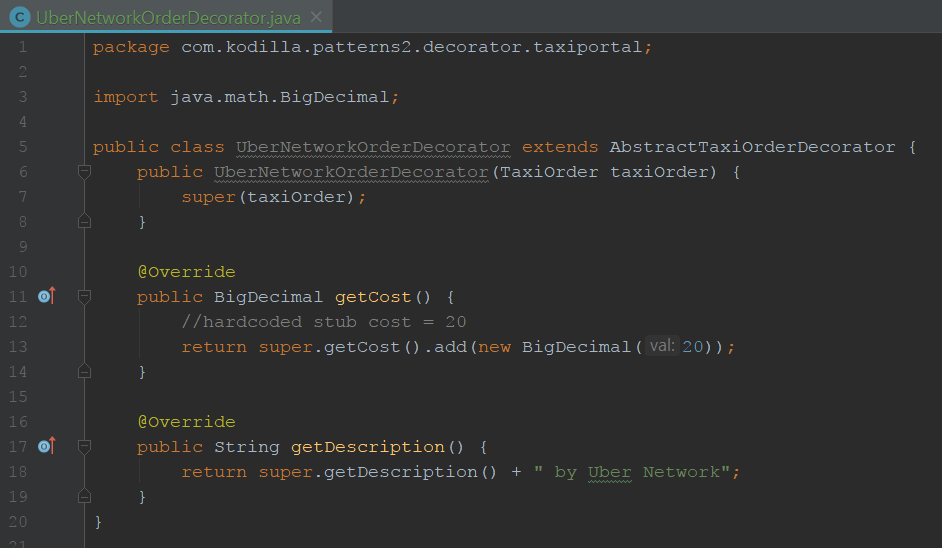 C UberNetworkOrderDecorator.java ×
1 package com.kodilla.patterns2.decorator.taxiportal;
2
3 import java.math.BigDecimal;
4
5 public class UberNetworkOrderDecorator extends AbstractTaxiOrderDecorator {
6     public UberNetworkOrderDecorator(TaxiOrder taxiOrder) {
7         super(taxiOrder);
8     }
9
10     @Override
11     public BigDecimal getCost() {
12         //hardcoded stub cost = 20
13         return super.getCost().add(new BigDecimal( val: 20));
14     }
15
16     @Override
17     public String getDescription() {
18         return super.getDescription() + " by Uber Network";
19     }
20 }
21